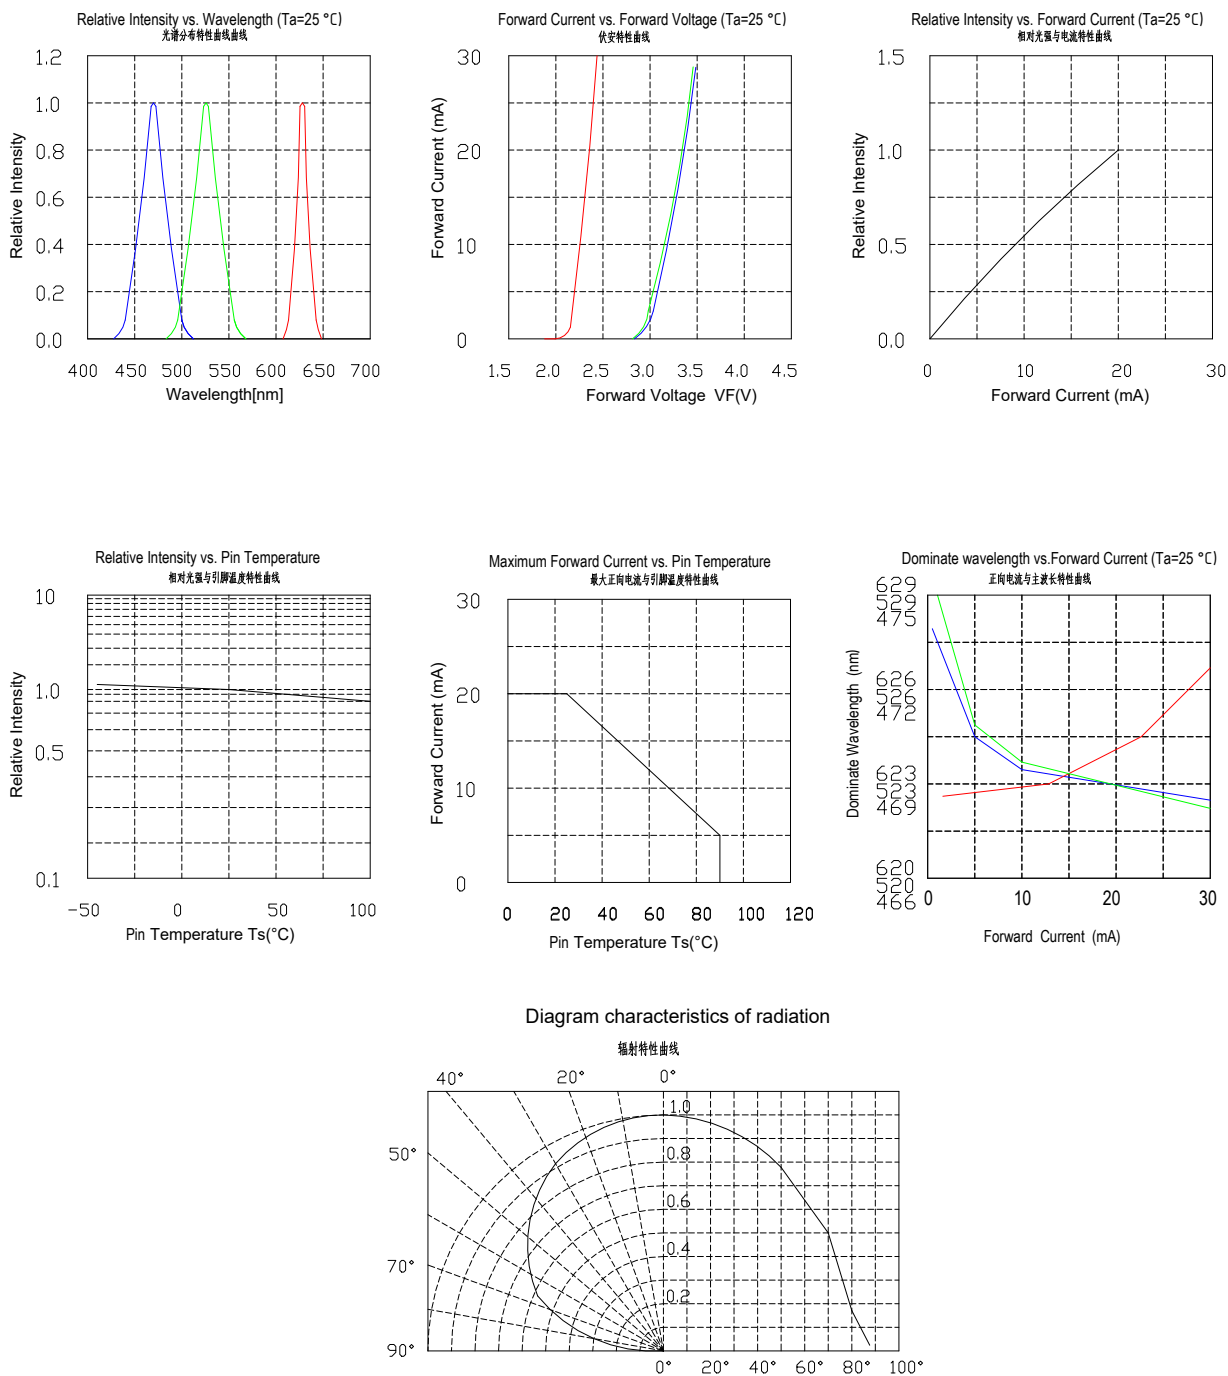 Relative Intensity vs. Wavelength (Ta=25 °C)
光谱分布特性曲线曲线
1.2
1.0
0.8
0.6
0.4
0.2
0.0
Relative Intensity
400 450 500 550 600 650 700
Wavelength[nm]
Forward Current vs. Forward Voltage (Ta=25 °C)
伏安特性曲线
30
20
10
0
Forward Current (mA)
1.5 2.0 2.5 3.0 3.5 4.0 4.5
Forward Voltage VF(V)
Relative Intensity vs. Forward Current (Ta=25 °C)
相对光强与电流特性曲线
1.5
1.0
0.5
0.0
Relative Intensity
0 10 20 30
Forward Current (mA)
Relative Intensity vs. Pin Temperature
相对光强与引脚温度特性曲线
10
1.0
0.5
0.1
Relative Intensity
-50 0 50 100
Pin Temperature Ts(°C)
Maximum Forward Current vs. Pin Temperature
最大正向电流与引脚温度特性曲线
30
20
10
0
Forward Current (mA)
0 20 40 60 80 100 120
Pin Temperature Ts(°C)
Dominate wavelength vs.Forward Current (Ta=25 °C)
正向电流与主波长特性曲线
629
529
475
626
526
472
623
523
469
620
520
466
Dominate Wavelength (nm)
0 10 20 30
Forward Current (mA)
Diagram characteristics of radiation
辐射特性曲线
40° 20° 0°
50°
70°
90°
1.0
0.8
0.6
0.4
0.2
0° 20° 40° 60° 80° 100°